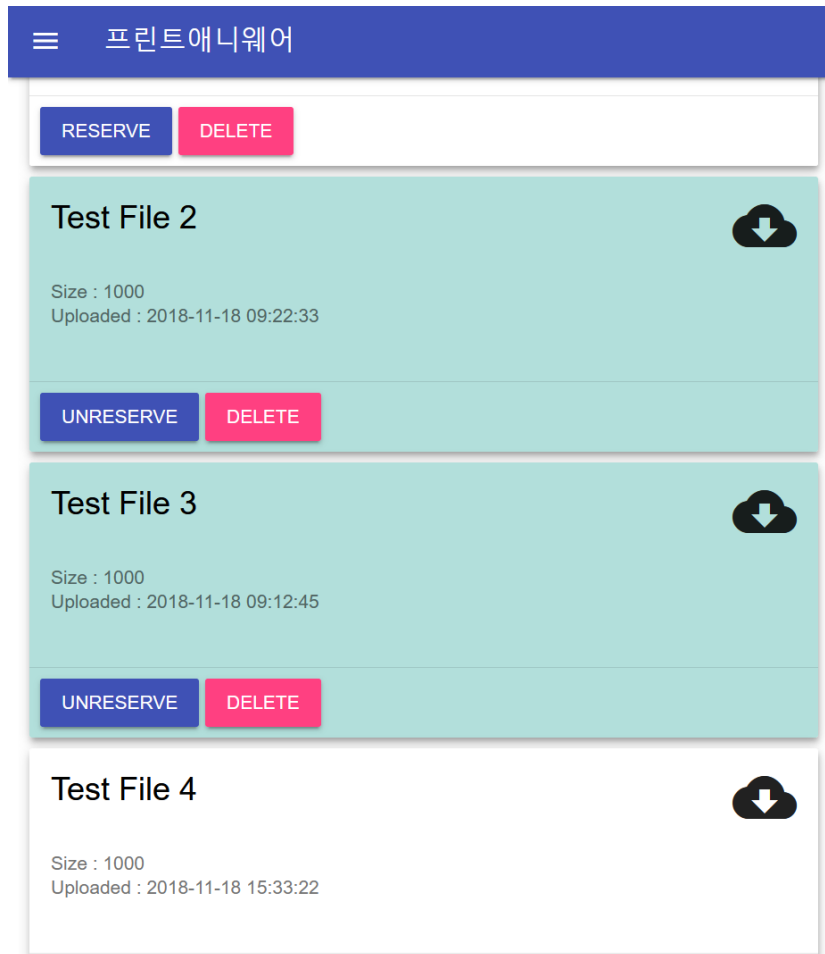 프린트애니웨어
RESERVE DELETE
Test File 2
Size : 1000
Uploaded : 2018-11-18 09:22:33
UNRESERVE DELETE
Test File 3
Size : 1000
Uploaded : 2018-11-18 09:12:45
UNRESERVE DELETE
Test File 4
Size : 1000
Uploaded : 2018-11-18 15:33:22